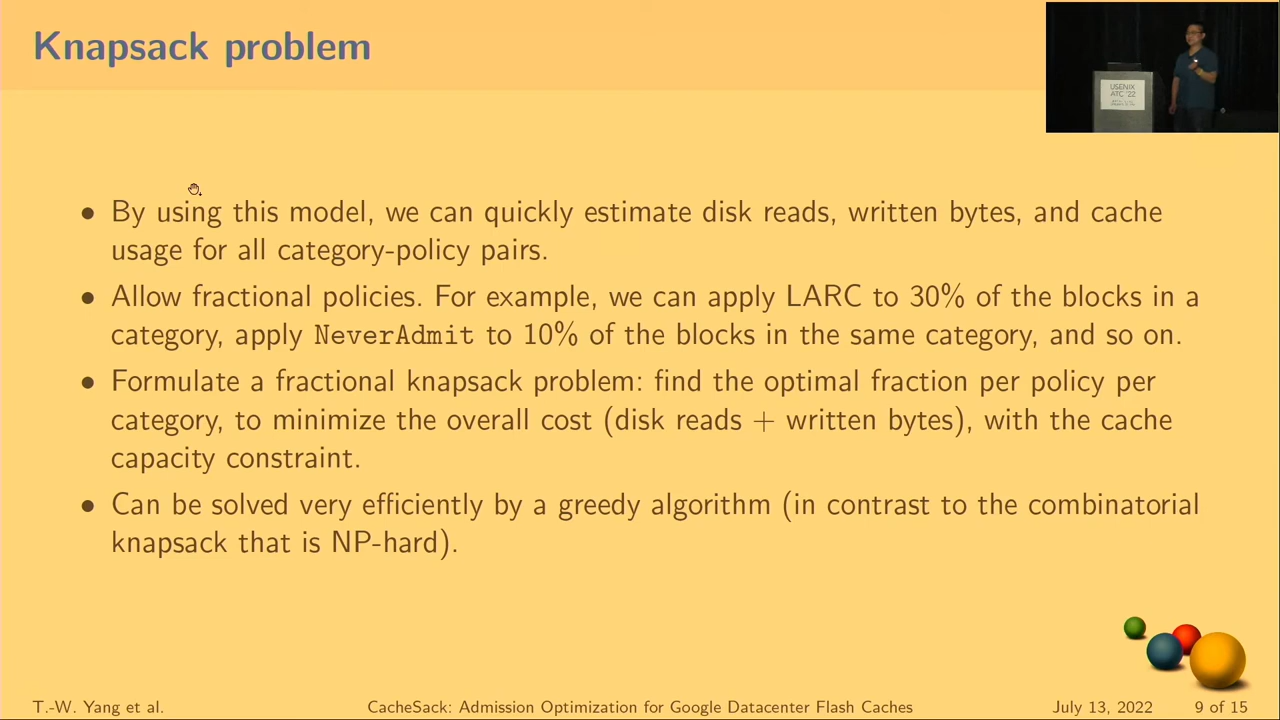 Knapsack problem
USENIX
ATC '22
• By using this model, we can quickly estimate disk reads, written bytes, and cache
usage for all category-policy pairs.
• Allow fractional policies. For example, we can apply LARC to 30% of the blocks in a
category, apply NeverAdmit to 10% of the blocks in the same category, and so on.
• Formulate a fractional knapsack problem: find the optimal fraction per policy per
category, to minimize the overall cost (disk reads + written bytes), with the cache
capacity constraint.
• Can be solved very efficiently by a greedy algorithm (in contrast to the combinatorial
knapsack that is NP-hard).
T.-W. Yang et al. CacheSack: Admission Optimization for Google Datacenter Flash Caches July 13, 2022 9 of 15